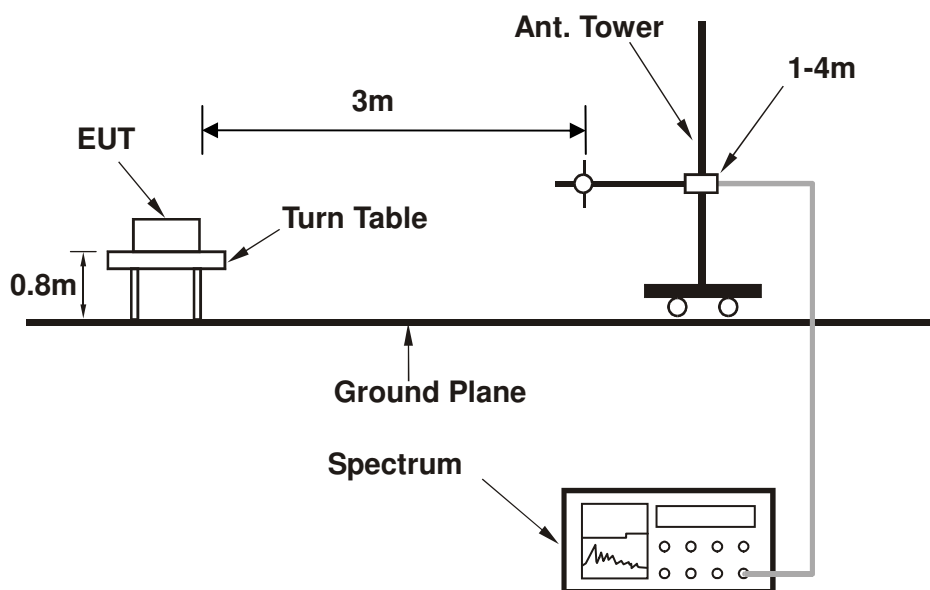 Ant. Tower
1-4m
3m
EUT
Turn Table
0.8m
Ground Plane
Spectrum